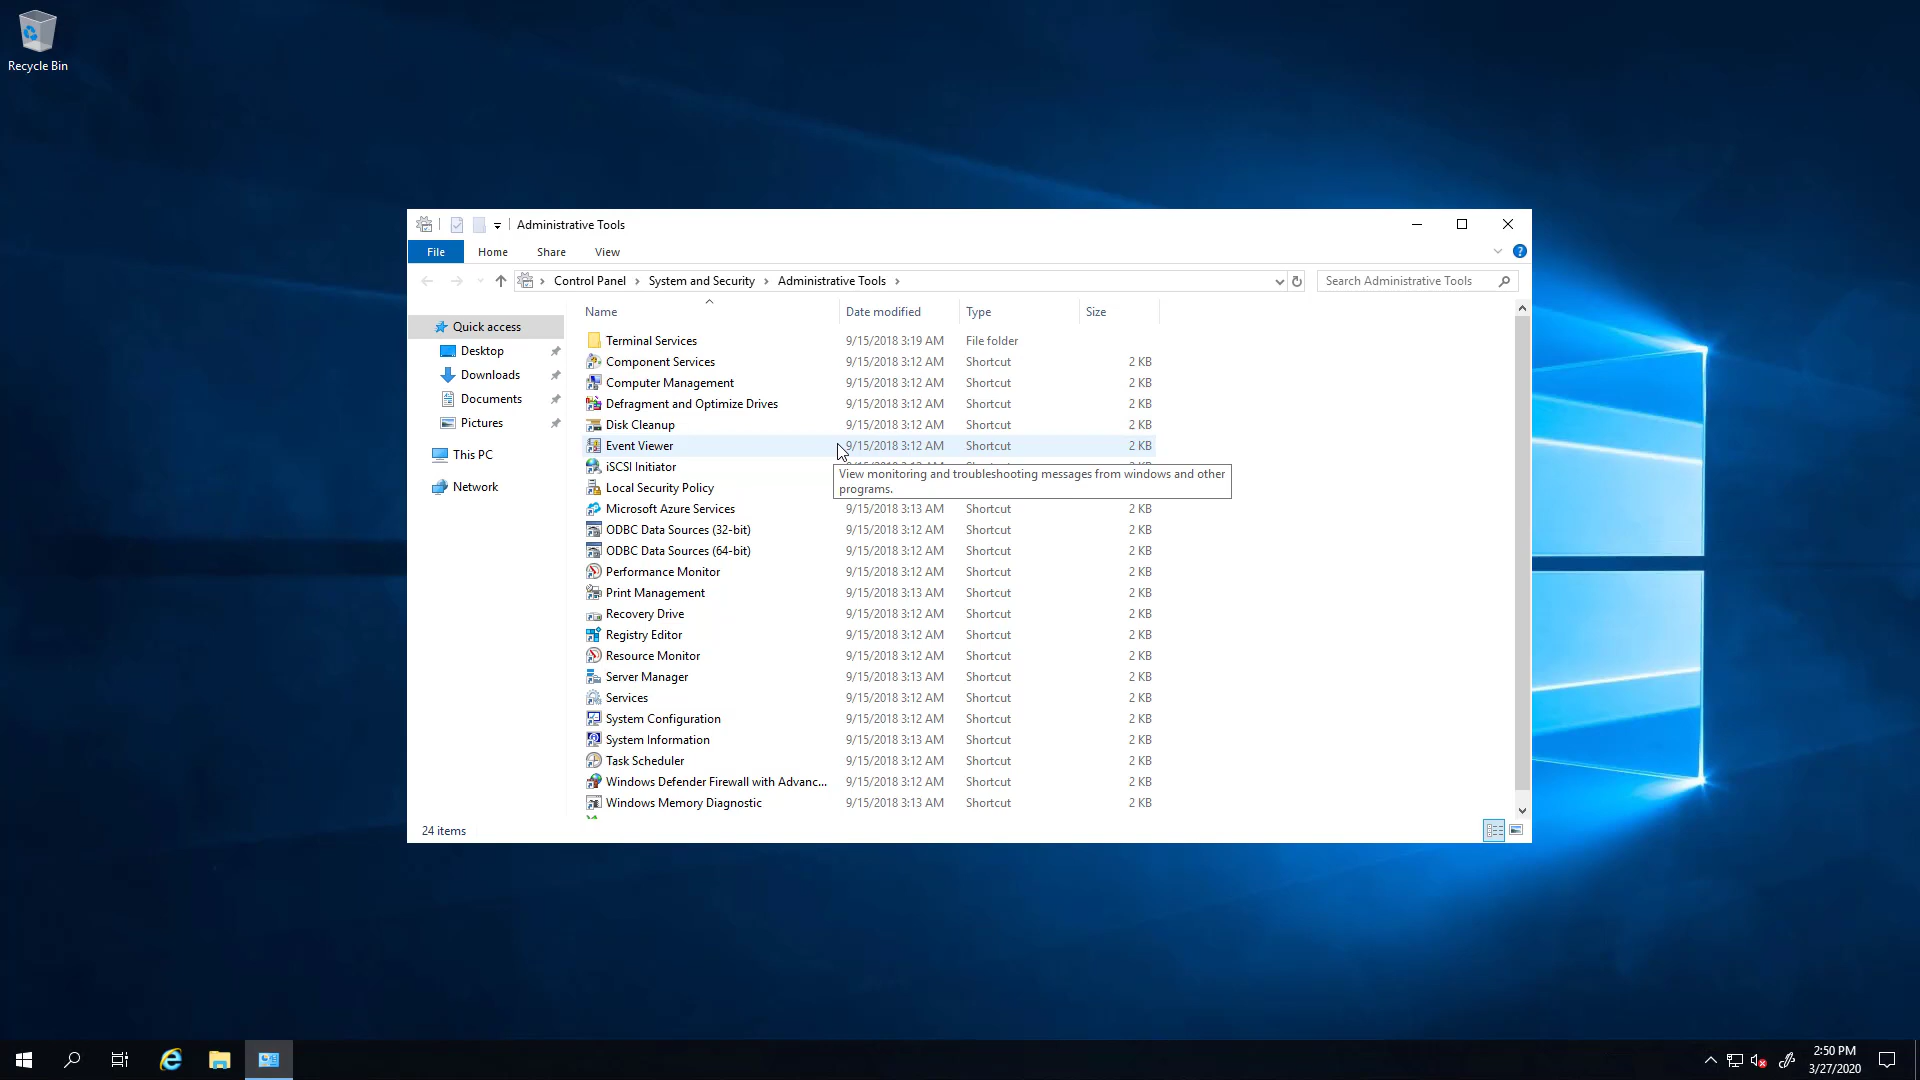 Recycle Bin
Administrative Tools
File Home Share View
Control Panel System and Security Administrative Tools Search Administrative Tools
Name Date modified Type Size
Quick access
Desktop
Downloads
Documents
Pictures
This PC
Network
Terminal Services 9/15/2018 3:19 AM File folder
Component Services 9/15/2018 3:12 AM Shortcut 2 KB
Computer Management 9/15/2018 3:12 AM Shortcut 2 KB
Defragment and Optimize Drives 9/15/2018 3:12 AM Shortcut 2 KB
Disk Cleanup 9/15/2018 3:12 AM Shortcut 2 KB
Event Viewer 9/15/2018 3:12 AM Shortcut 2 KB
iSCSI Initiator
View monitoring and troubleshooting messages from windows and other
programs.
Local Security Policy
Microsoft Azure Services 9/15/2018 3:13 AM Shortcut 2 KB
ODBC Data Sources (32-bit) 9/15/2018 3:12 AM Shortcut 2 KB
ODBC Data Sources (64-bit) 9/15/2018 3:12 AM Shortcut 2 KB
Performance Monitor 9/15/2018 3:12 AM Shortcut 2 KB
Print Management 9/15/2018 3:13 AM Shortcut 2 KB
Recovery Drive 9/15/2018 3:12 AM Shortcut 2 KB
Registry Editor 9/15/2018 3:12 AM Shortcut 2 KB
Resource Monitor 9/15/2018 3:12 AM Shortcut 2 KB
Server Manager 9/15/2018 3:13 AM Shortcut 2 KB
Services 9/15/2018 3:12 AM Shortcut 2 KB
System Configuration 9/15/2018 3:12 AM Shortcut 2 KB
System Information 9/15/2018 3:13 AM Shortcut 2 KB
Task Scheduler 9/15/2018 3:12 AM Shortcut 2 KB
Windows Defender Firewall with Advanc... 9/15/2018 3:12 AM Shortcut 2 KB
Windows Memory Diagnostic 9/15/2018 3:13 AM Shortcut 2 KB
24 items
2:50 PM
3/27/2020